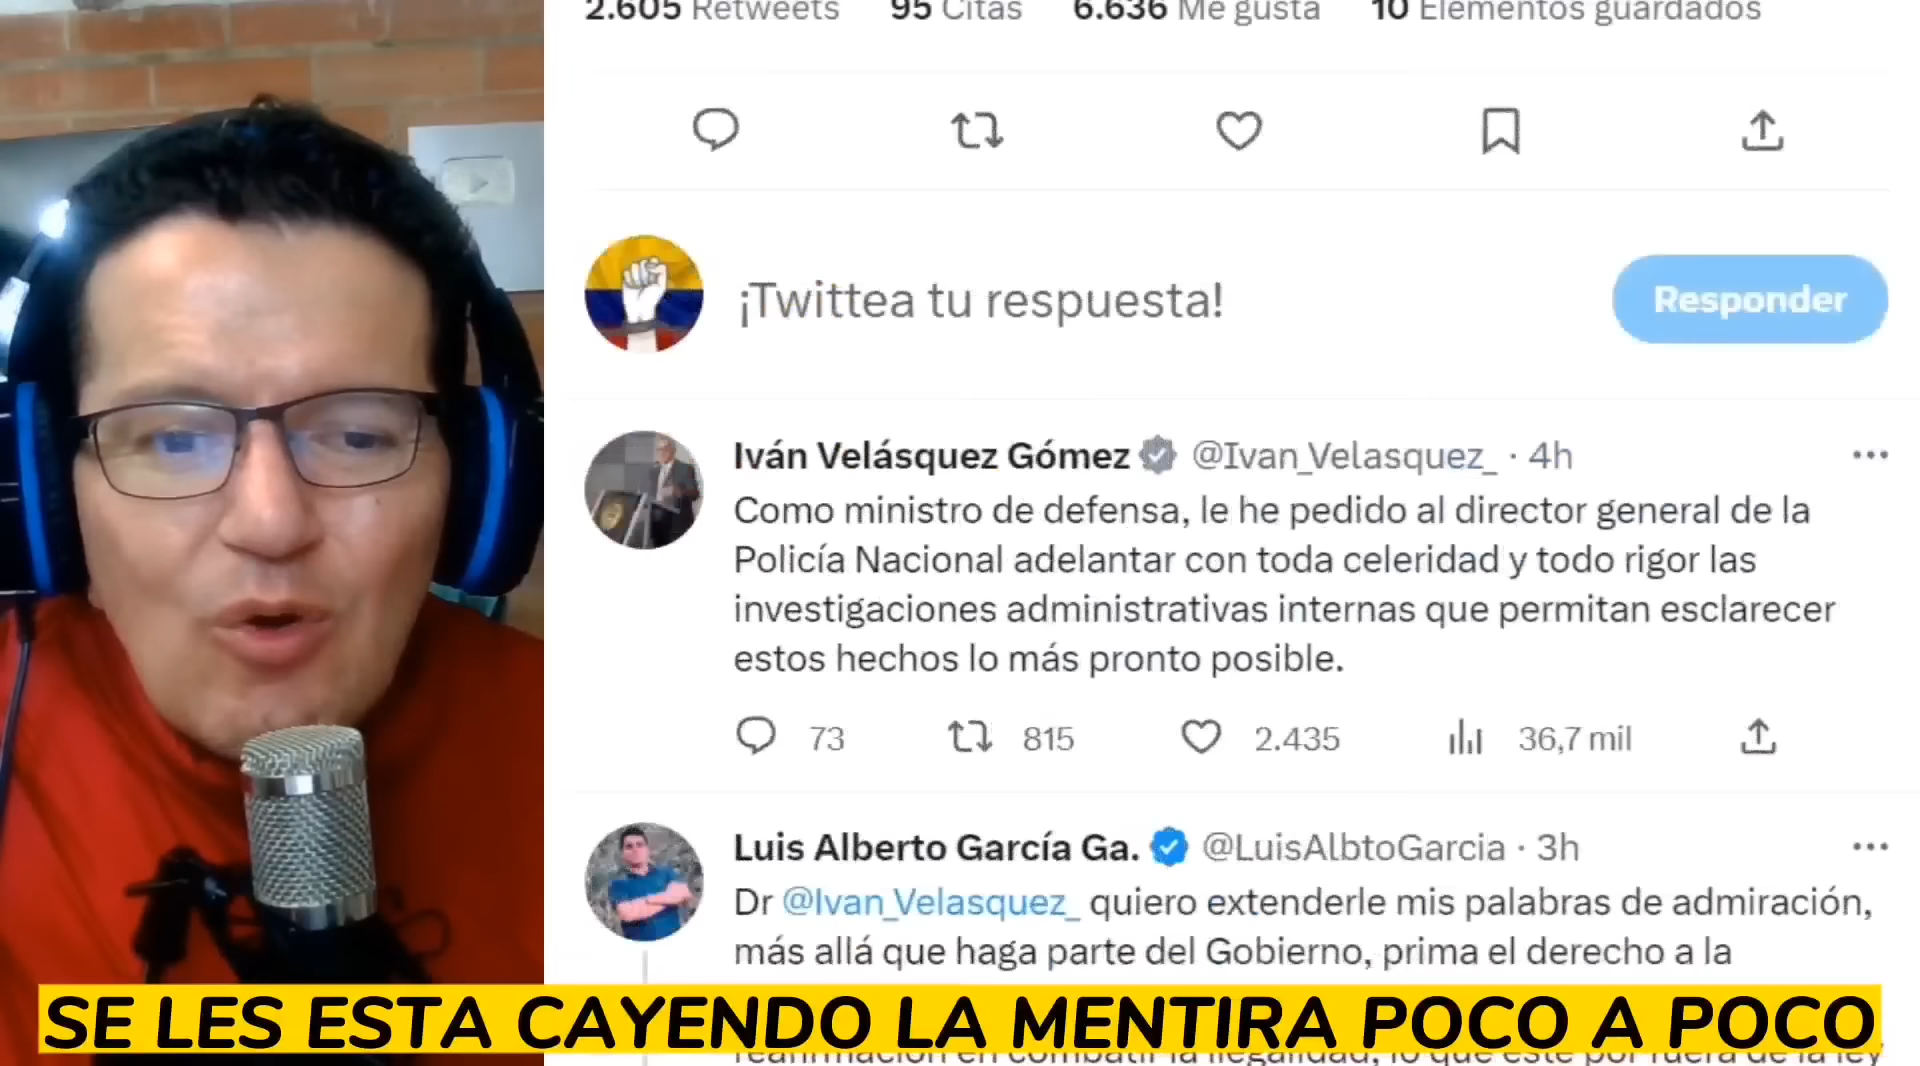 2.605 Retweets 95 Citas 6.636 Me gusta 10 Elementos guardados
¡Twittea tu respuesta!
Responder
Iván Velásquez Gómez @Ivan_Velasquez_ · 4h
Como ministro de defensa, le he pedido al director general de la
Policía Nacional adelantar con toda celeridad y todo rigor las
investigaciones administrativas internas que permitan esclarecer
estos hechos lo más pronto posible.
73 815 2.435 36,7 mil
Luis Alberto García Ga. @LuisAlbtoGarcia · 3h
Dr @Ivan_Velasquez_ quiero extenderle mis palabras de admiración,
más allá que haga parte del Gobierno, prima el derecho a la
SE LES ESTA CAYENDO LA MENTIRA POCO A POCO